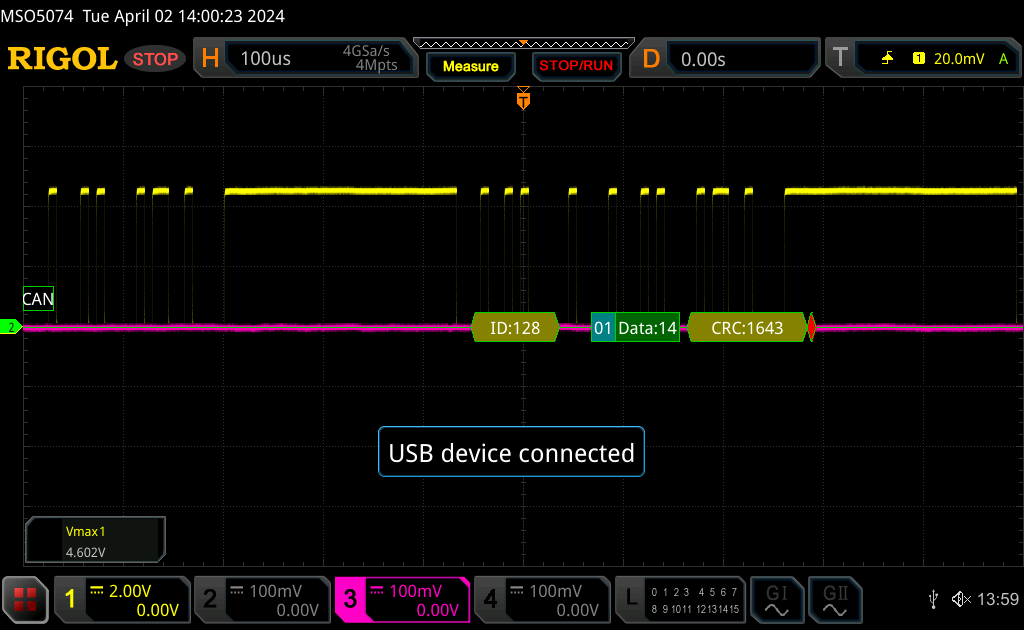 MSO5074 Tue April 02 14:00:23 2024
RIGOL STOP H 100us 4GSa/s 4Mpts Measure STOP/RUN D 0.00s T 1 20.0mV A
T
CAN
2 ID:128 01 Data:14 CRC:1643
USB device connected
Vmax1
4.602V
1 2.00V 0.00V 2 100mV 0.00V 3 100mV 0.00V 4 100mV 0.00V L 0 1 2 3 4 5 6 7 8 9 10 11 12 13 14 15 GI GII 13:59